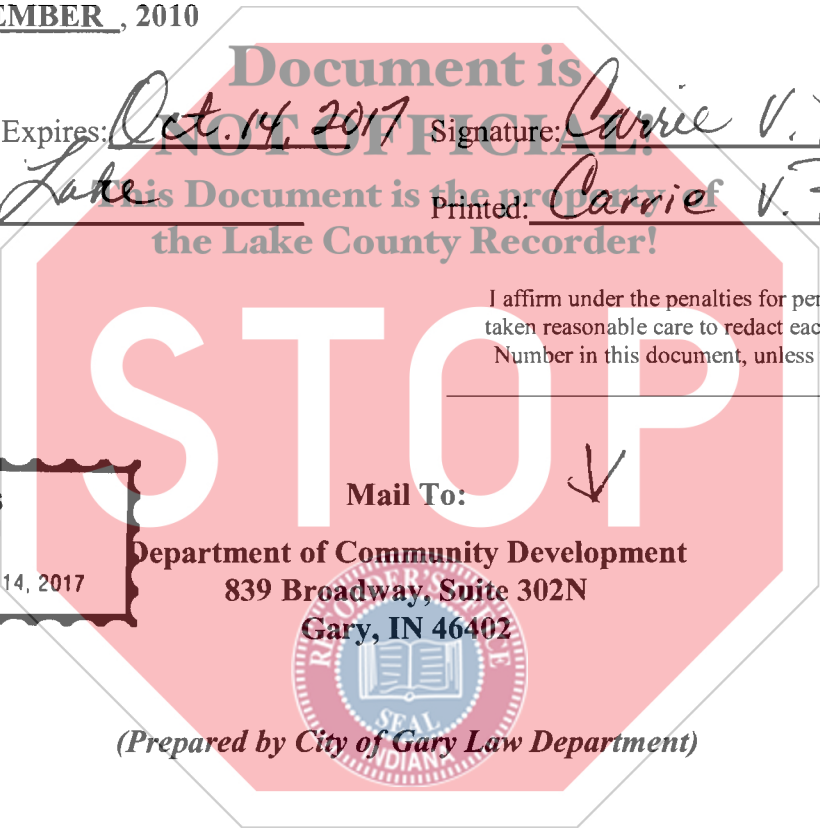 EMBER , 2010
Document is
Expires: Oct. 14, 2017 Signature: Carrie V.
NOT OFFICIAL!
Lake
This Document is the property of
Printed: Carrie V.
the Lake County Recorder!
I affirm under the penalties for per
taken reasonable care to redact eac
Number in this document, unless
STOP
Mail To:
s
Department of Community Development
14, 2017
839 Broadway, Suite 302N
Gary, IN 46402
RECORDER'S OFFICE
SEAL
INDIANA
(Prepared by City of Gary Law Department)